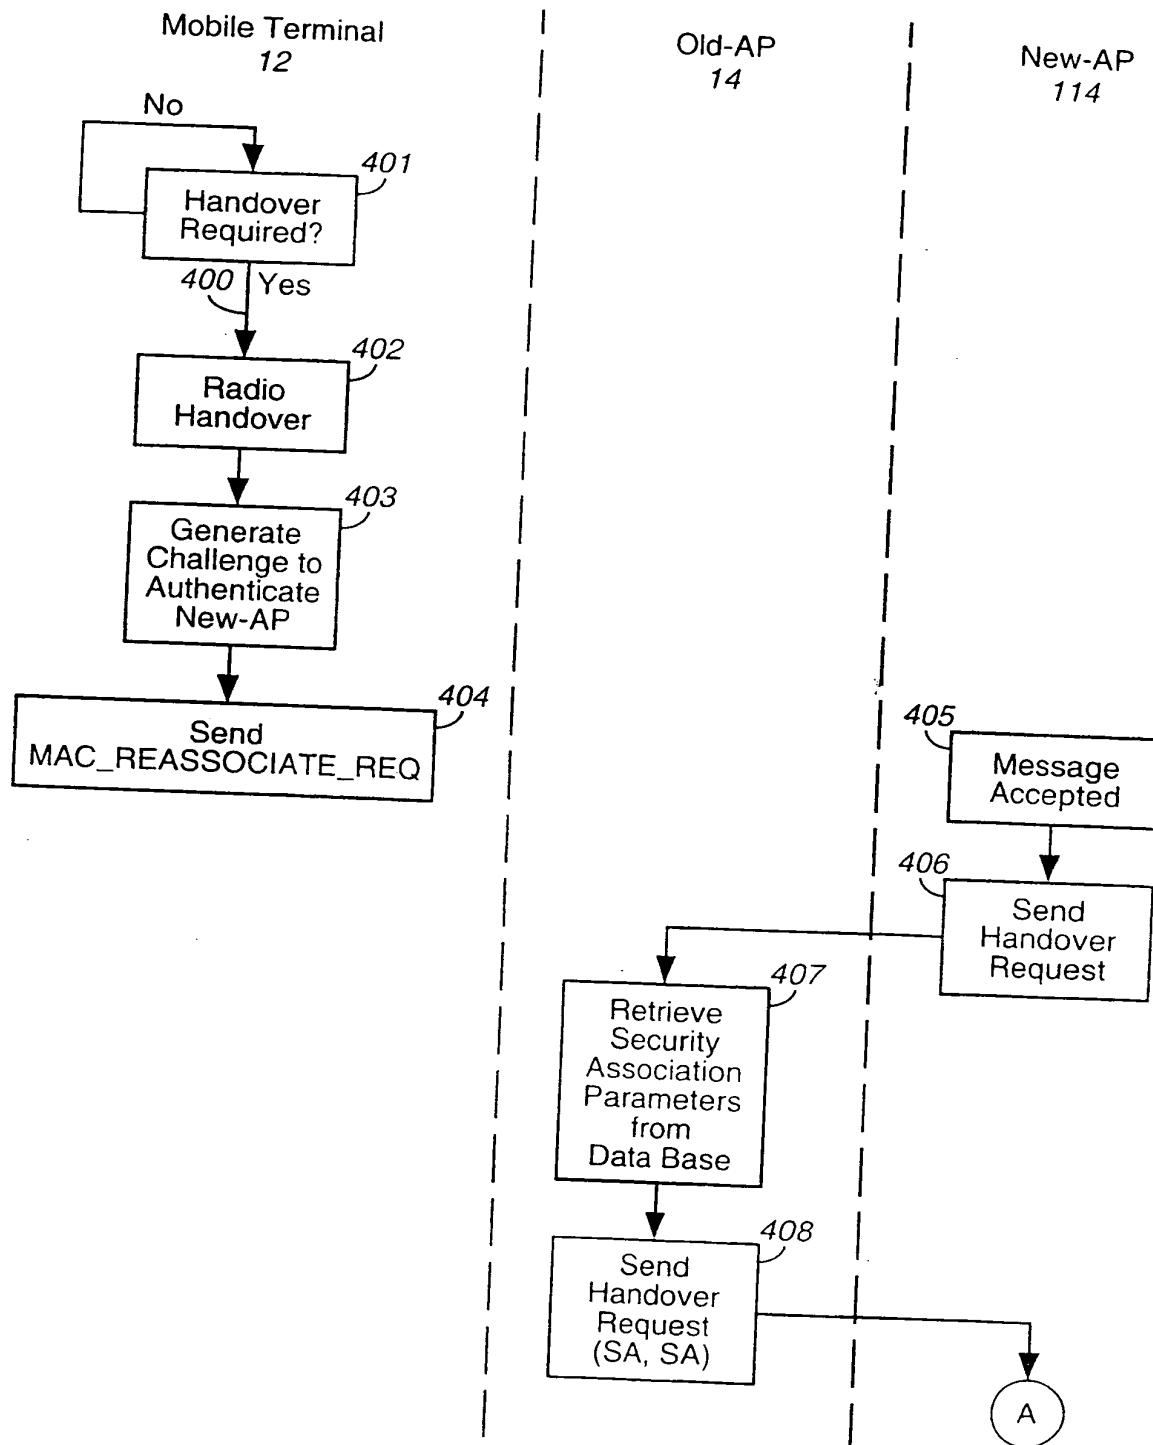 Mobile Terminal
12
Old-AP
14
New-AP
114
No
401
Handover
Required?
400
Yes
402
Radio
Handover
403
Generate
Challenge to
Authenticate
New-AP
404
Send
MAC_REASSOCIATE_REQ
405
Message
Accepted
406
Send
Handover
Request
407
Retrieve
Security
Association
Parameters
from
Data Base
408
Send
Handover
Request
(SA, SA)
A